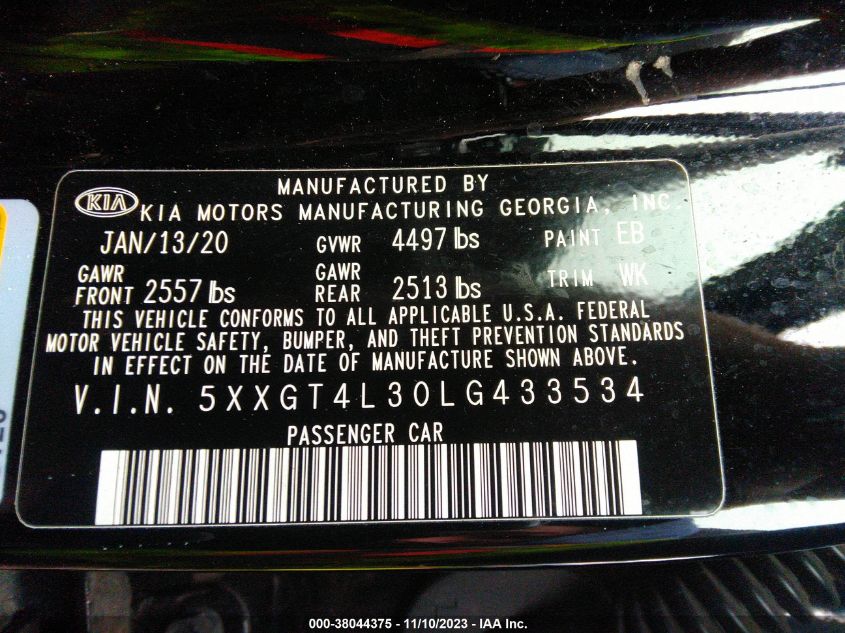 MANUFACTURED BY
KIA KIA MOTORS MANUFACTURING GEORGIA, INC.
JAN/13/20 GVWR 4497 lbs PAINT EB
GAWR FRONT 2557 lbs GAWR REAR 2513 lbs TRIM WK
THIS VEHICLE CONFORMS TO ALL APPLICABLE U.S.A. FEDERAL
MOTOR VEHICLE SAFETY, BUMPER, AND THEFT PREVENTION STANDARDS
IN EFFECT ON THE DATE OF MANUFACTURE SHOWN ABOVE.
V.I.N. 5XXGT4L30LG433534
PASSENGER CAR
000-38044375 - 11/10/2023 - IAA Inc.